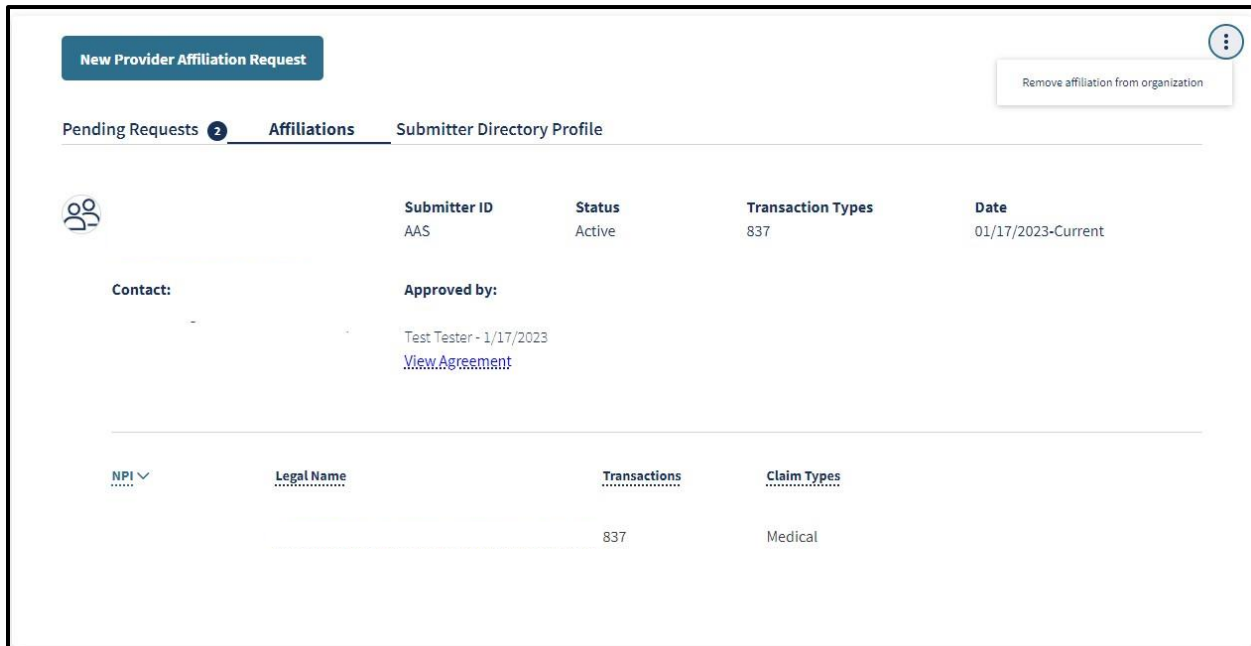 New Provider Affiliation Request
Remove affiliation from organization
Pending Requests 2 Affiliations Submitter Directory Profile
Submitter ID Status Transaction Types Date
AAS Active 837 01/17/2023-Current
Contact: Approved by:
Test Tester - 1/17/2023
View Agreement
NPI Legal Name Transactions Claim Types
837 Medical